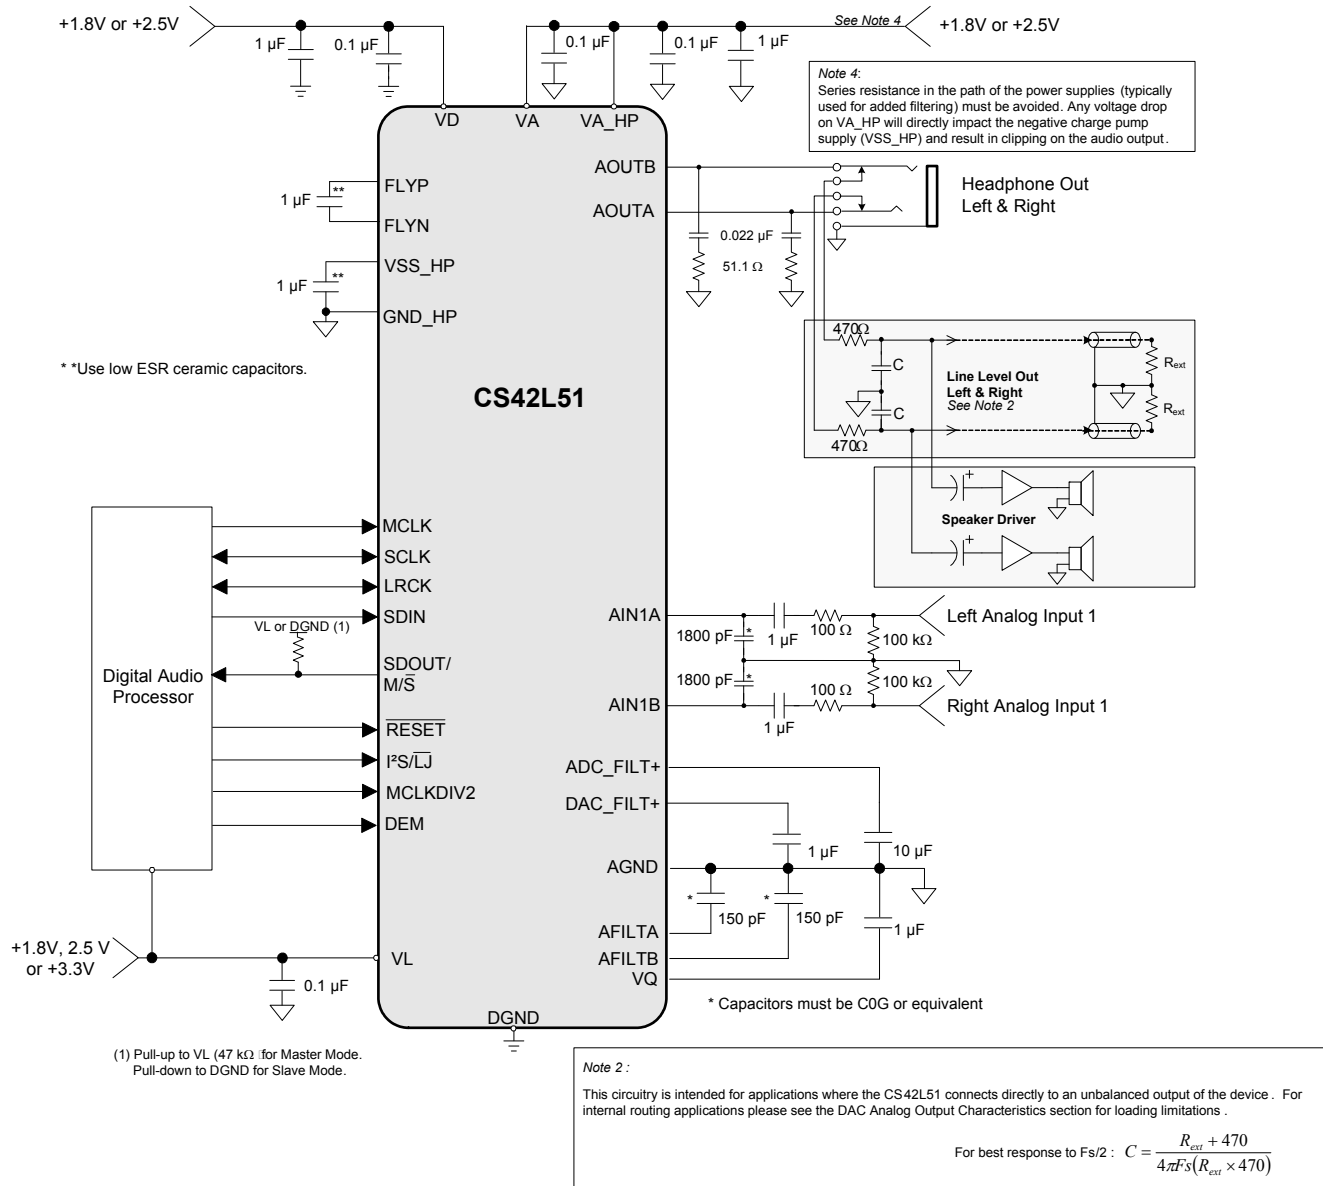 +1.8V or +2.5V
1 µF
0.1 µF
0.1 µF
0.1 µF
1 µF
See Note 4
+1.8V or +2.5V
Note 4:
Series resistance in the path of the power supplies (typically
used for added filtering) must be avoided. Any voltage drop
on VA_HP will directly impact the negative charge pump
supply (VSS_HP) and result in clipping on the audio output.
VD
VA
VA_HP
AOUTB
AOUTA
Headphone Out
Left & Right
0.022 µF
51.1 Ω
1 µF
**
FLYP
FLYN
1 µF
**
VSS_HP
GND_HP
* *Use low ESR ceramic capacitors.
CS42L51
470Ω
C
C
470Ω
Line Level Out
Left & Right
See Note 2
Rext
Rext
+
Speaker Driver
+
Digital Audio
Processor
MCLK
SCLK
LRCK
SDIN
VL or DGND (1)
SDOUT/
M/S̅
R̅E̅S̅E̅T̅
I²S/L̅J̅
MCLKDIV2
DEM
AIN1A
1800 pF
*
1 µF
100 Ω
100 kΩ
Left Analog Input 1
1800 pF
*
100 Ω
100 kΩ
AIN1B
1 µF
Right Analog Input 1
ADC_FILT+
DAC_FILT+
1 µF
10 µF
AGND
*
150 pF
*
150 pF
1 µF
AFILTA
AFILTB
VQ
* Capacitors must be C0G or equivalent
+1.8V, 2.5 V
or +3.3V
0.1 µF
VL
DGND
(1) Pull-up to VL (47 kΩ for Master Mode.
Pull-down to DGND for Slave Mode.
Note 2 :
This circuitry is intended for applications where the CS42L51 connects directly to an unbalanced output of the device . For
internal routing applications please see the DAC Analog Output Characteristics section for loading limitations .
For best response to Fs/2 : C = (Rext + 470) / (4πFs(Rext × 470))